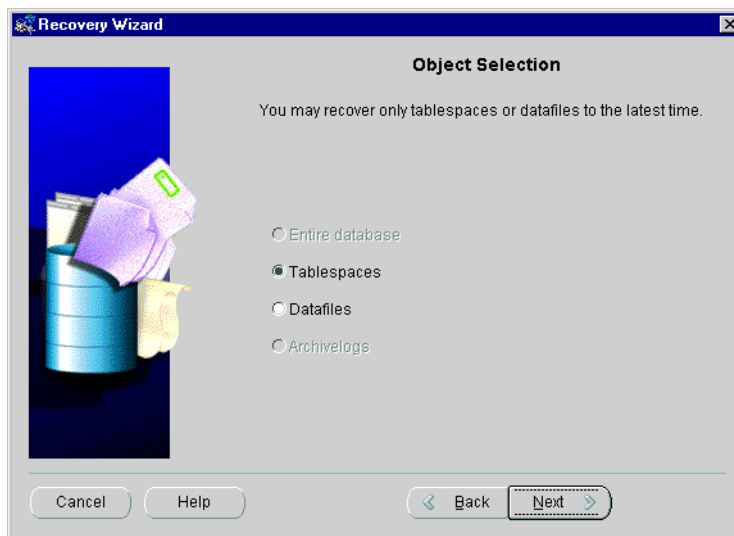 Recovery Wizard
Object Selection
You may recover only tablespaces or datafiles to the latest time.
Entire database
Tablespaces
Datafiles
Archivelogs
Cancel
Help
Back
Next